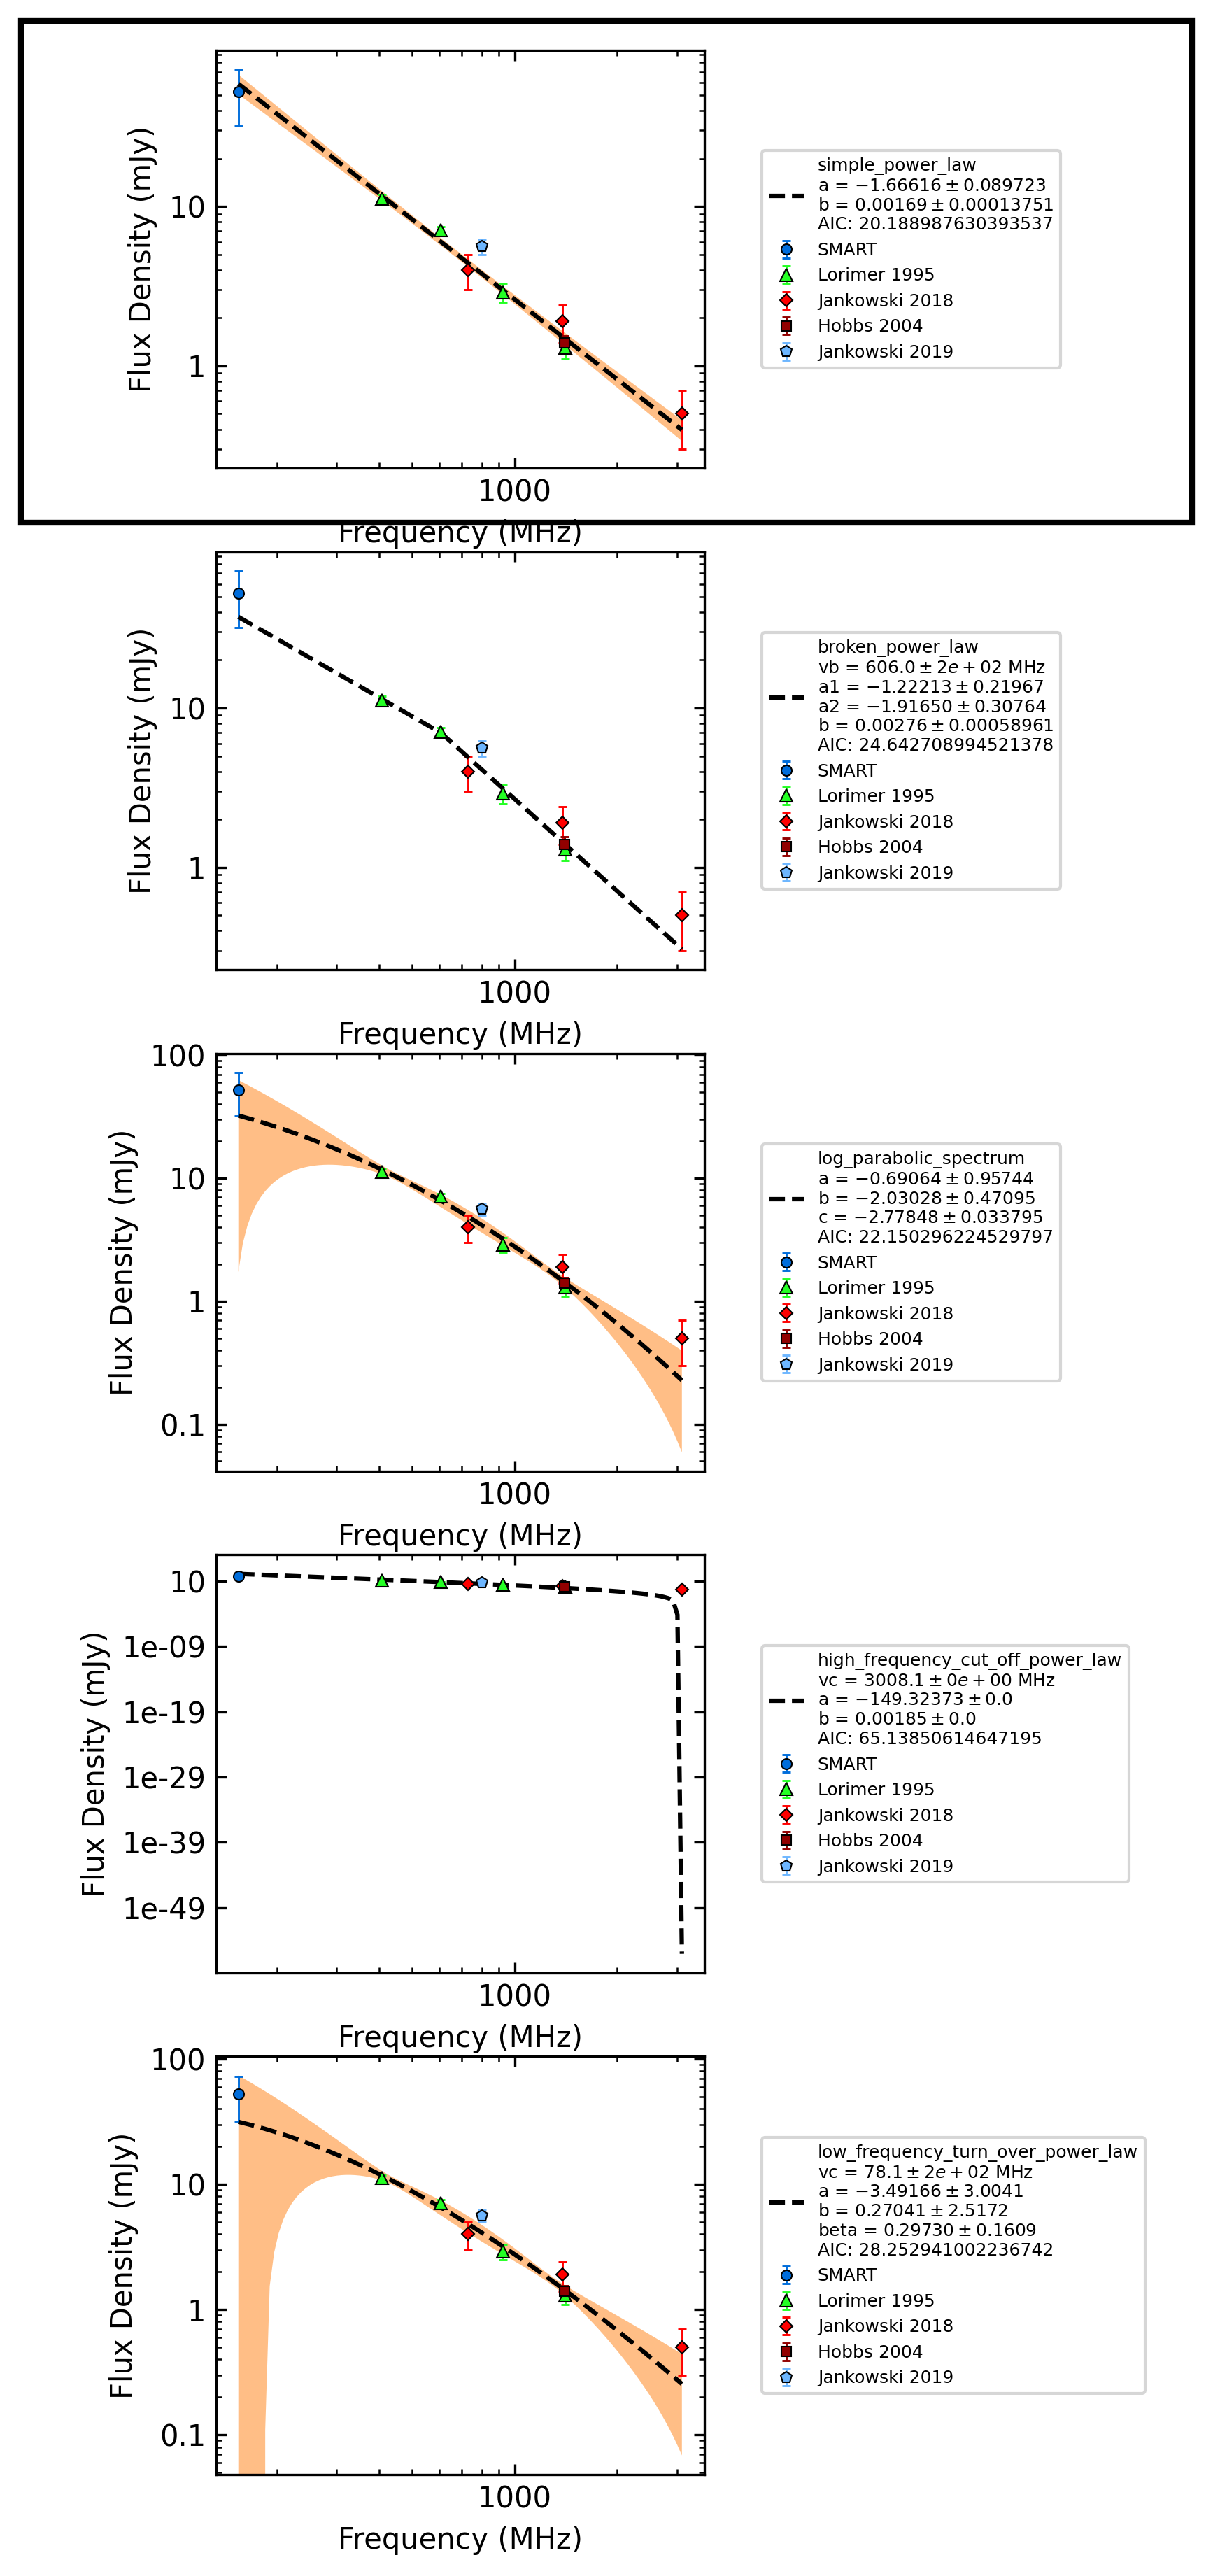 10
1
Flux Density (mJy)
1000
Frequency (MHz)
simple_power_law
a = −1.66616 ± 0.089723
b = 0.00169 ± 0.00013751
AIC: 20.188987630393537
SMART
Lorimer 1995
Jankowski 2018
Hobbs 2004
Jankowski 2019
10
1
Flux Density (mJy)
1000
Frequency (MHz)
broken_power_law
vb = 606.0 ± 2e + 02 MHz
a1 = −1.22213 ± 0.21967
a2 = −1.91650 ± 0.30764
b = 0.00276 ± 0.00058961
AIC: 24.642708994521378
SMART
Lorimer 1995
Jankowski 2018
Hobbs 2004
Jankowski 2019
100
10
1
0.1
Flux Density (mJy)
1000
Frequency (MHz)
log_parabolic_spectrum
a = −0.69064 ± 0.95744
b = −2.03028 ± 0.47095
c = −2.77848 ± 0.033795
AIC: 22.150296224529797
SMART
Lorimer 1995
Jankowski 2018
Hobbs 2004
Jankowski 2019
10
1e-09
1e-19
1e-29
1e-39
1e-49
Flux Density (mJy)
1000
Frequency (MHz)
high_frequency_cut_off_power_law
vc = 3008.1 ± 0e + 00 MHz
a = −149.32373 ± 0.0
b = 0.00185 ± 0.0
AIC: 65.13850614647195
SMART
Lorimer 1995
Jankowski 2018
Hobbs 2004
Jankowski 2019
100
10
1
0.1
Flux Density (mJy)
1000
Frequency (MHz)
low_frequency_turn_over_power_law
vc = 78.1 ± 2e + 02 MHz
a = −3.49166 ± 3.0041
b = 0.27041 ± 2.5172
beta = 0.29730 ± 0.1609
AIC: 28.252941002236742
SMART
Lorimer 1995
Jankowski 2018
Hobbs 2004
Jankowski 2019